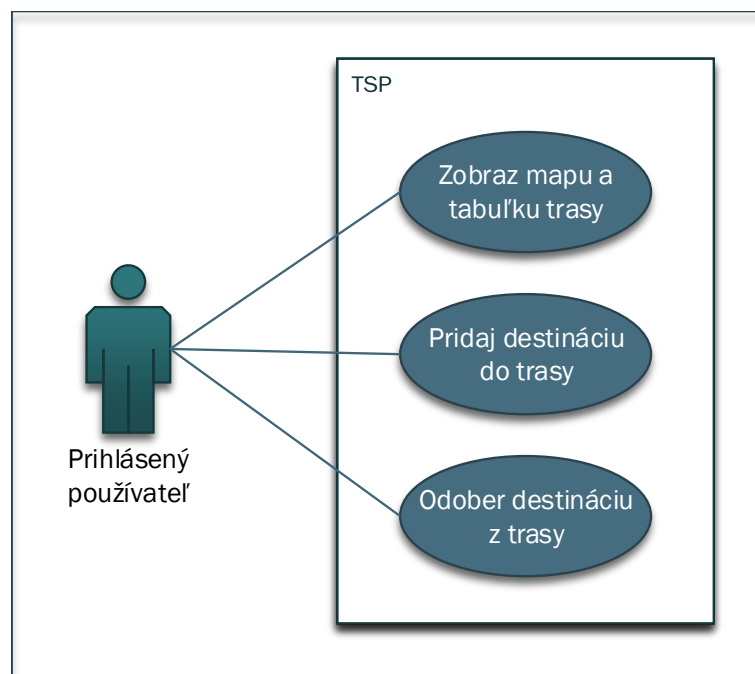 TSP
Zobraz mapu a
tabuľku trasy
Pridaj destináciu
do trasy
Odober destináciu
z trasy
Prihlásený
používateľ